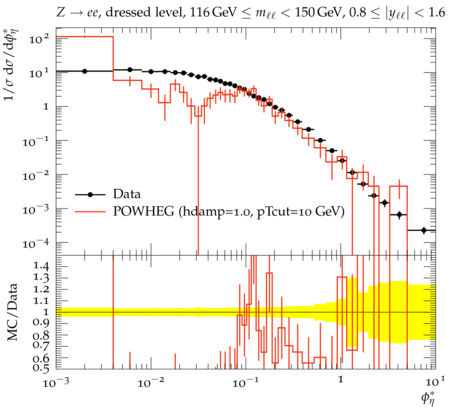 Z → ee, dressed level, 116 GeV ≤ mℓℓ < 150 GeV, 0.8 ≤ |yℓℓ| < 1.6
1/σ dσ/dϕ*η
10²
10¹
1
10⁻¹
10⁻²
10⁻³
10⁻⁴
Data
POWHEG (hdamp=1.0, pTcut=10 GeV)
MC/Data
1.4
1.3
1.2
1.1
1
0.9
0.8
0.7
0.6
0.5
10⁻³ 10⁻² 10⁻¹ 1 10¹
ϕ*η